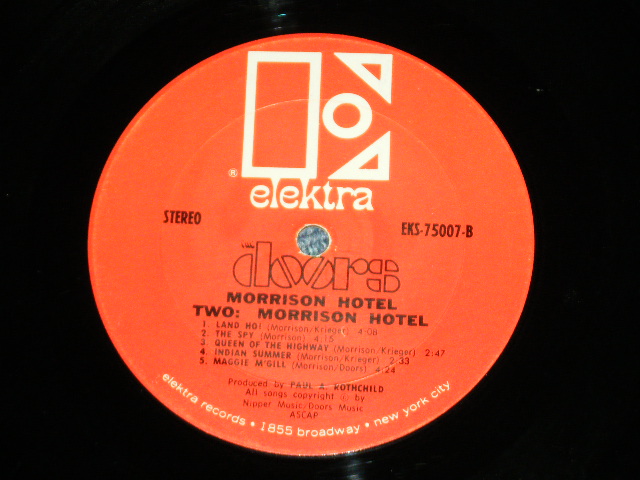 ®
elektra
STEREO
EKS-75007-B
the doors
MORRISON HOTEL
TWO: MORRISON HOTEL
1. LAND HO! (Morrison/Krieger) 4:08
2. THE SPY (Morrison) 4:15
3. QUEEN OF THE HIGHWAY (Morrison/Krieger) 2:47
4. INDIAN SUMMER (Morrison/Krieger) 2:33
5. MAGGIE M'GILL (Morrison/Doors) 4:24
Produced by PAUL A. ROTHCHILD
All songs copyright © by
Nipper Music/Doors Music
ASCAP
elektra records • 1855 broadway • new york city